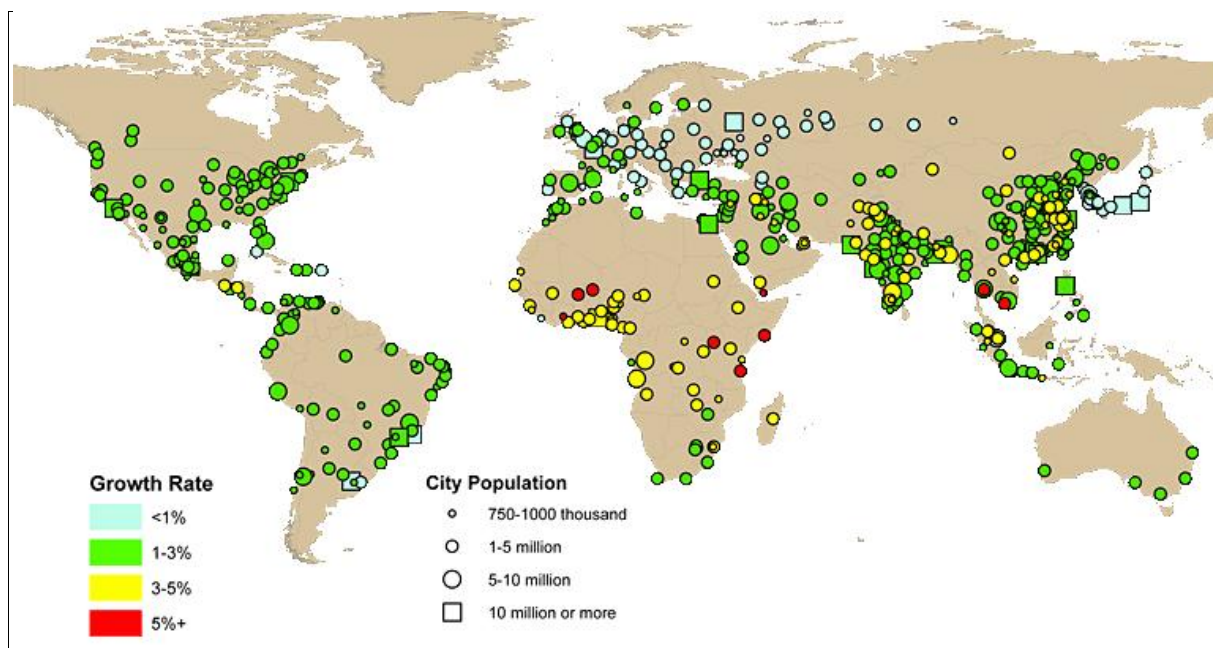 Growth Rate
<1%
1-3%
3-5%
5%+
City Population
750-1000 thousand
1-5 million
5-10 million
10 million or more